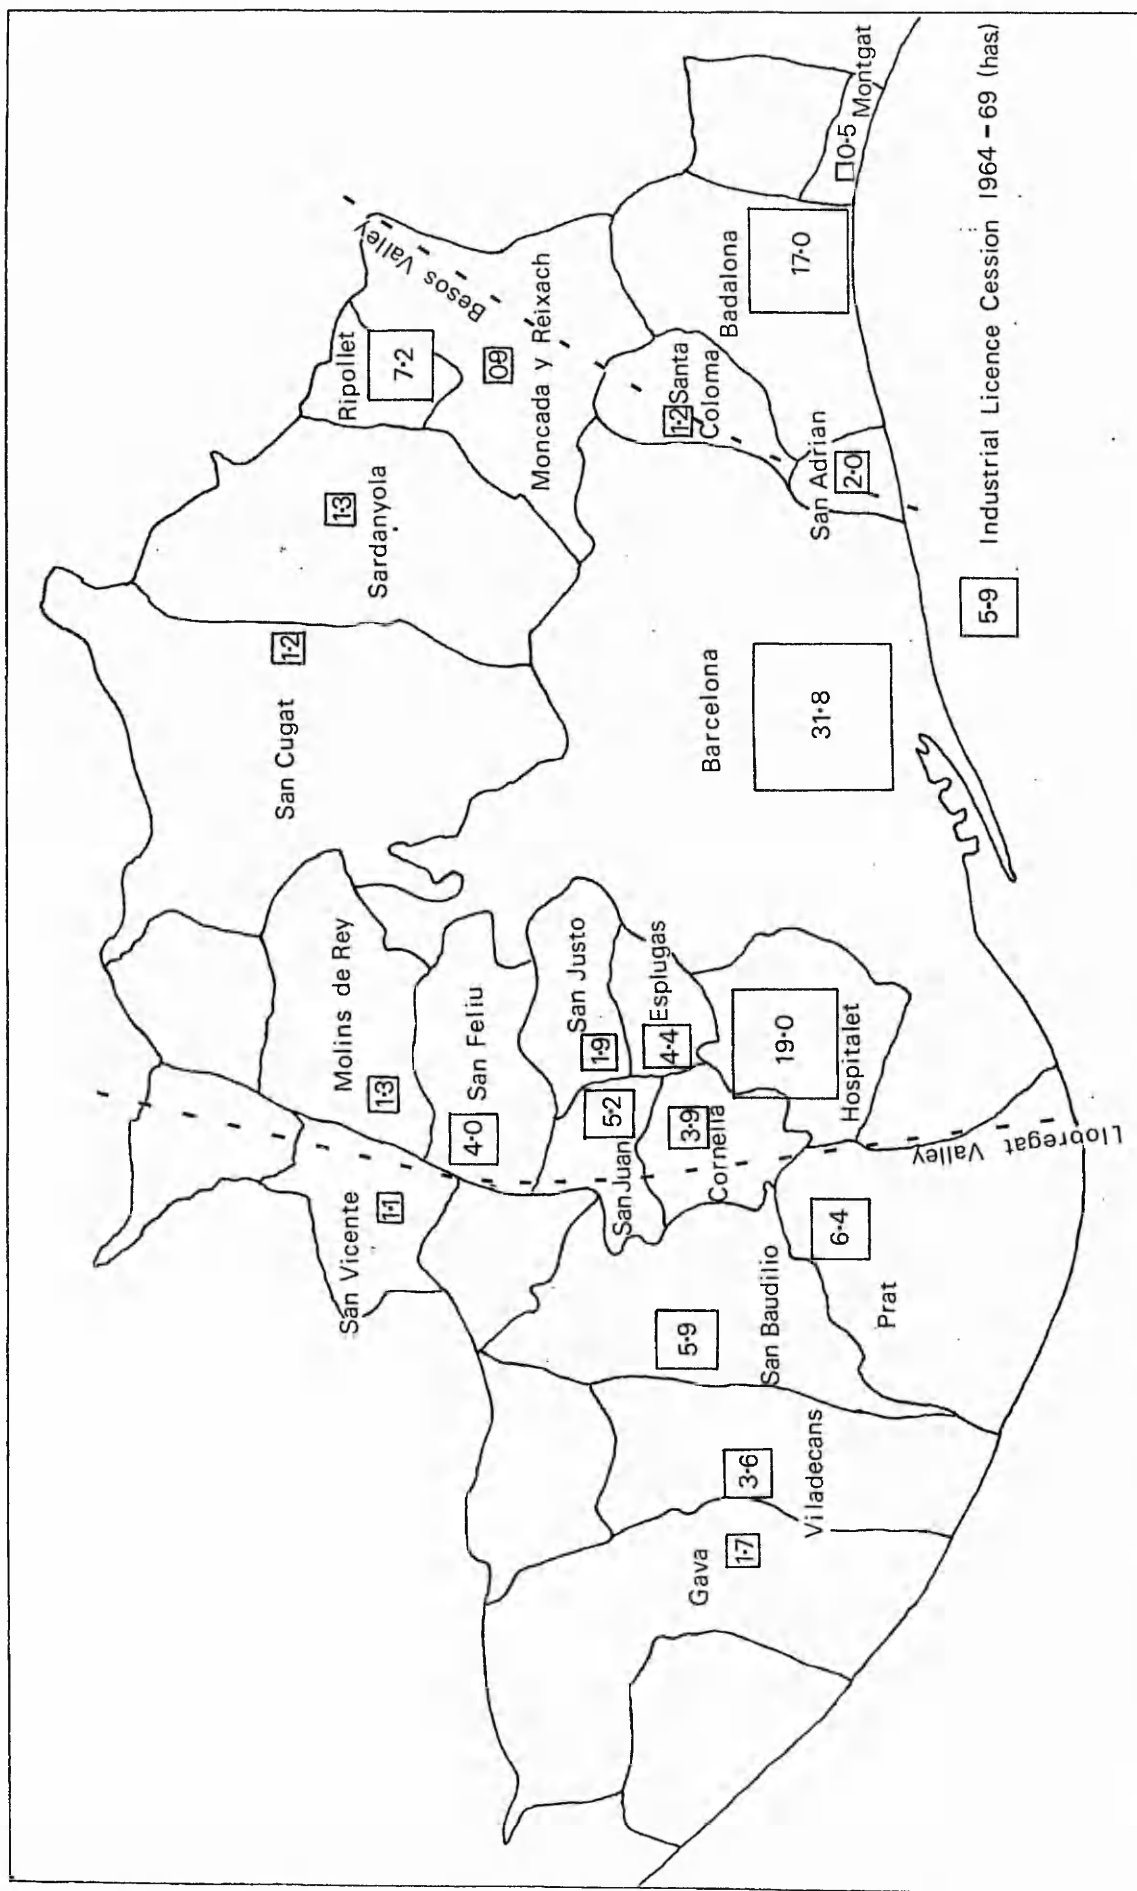 San Cugat
1·2
Sardanyola
1·3
Ripollet
7·2
Besos Valley
0·9
Moncada y Reixach
San Vicente
1·1
Molins de Rey
1·3
San Feliu
4·0
San Justo
1·9
Esplugas
4·4
San Juan
5·2
Cornella
3·9
Hospitalet
19·0
Barcelona
31·8
Santa
Coloma
1·2
San Adrian
2·0
Badalona
17·0
0·5
Montgat
Gava
1·7
Viladecans
3·6
San Baudilio
5·9
Prat
6·4
Llobregat Valley
5·9 Industrial Licence Cession 1964 – 69 (has)